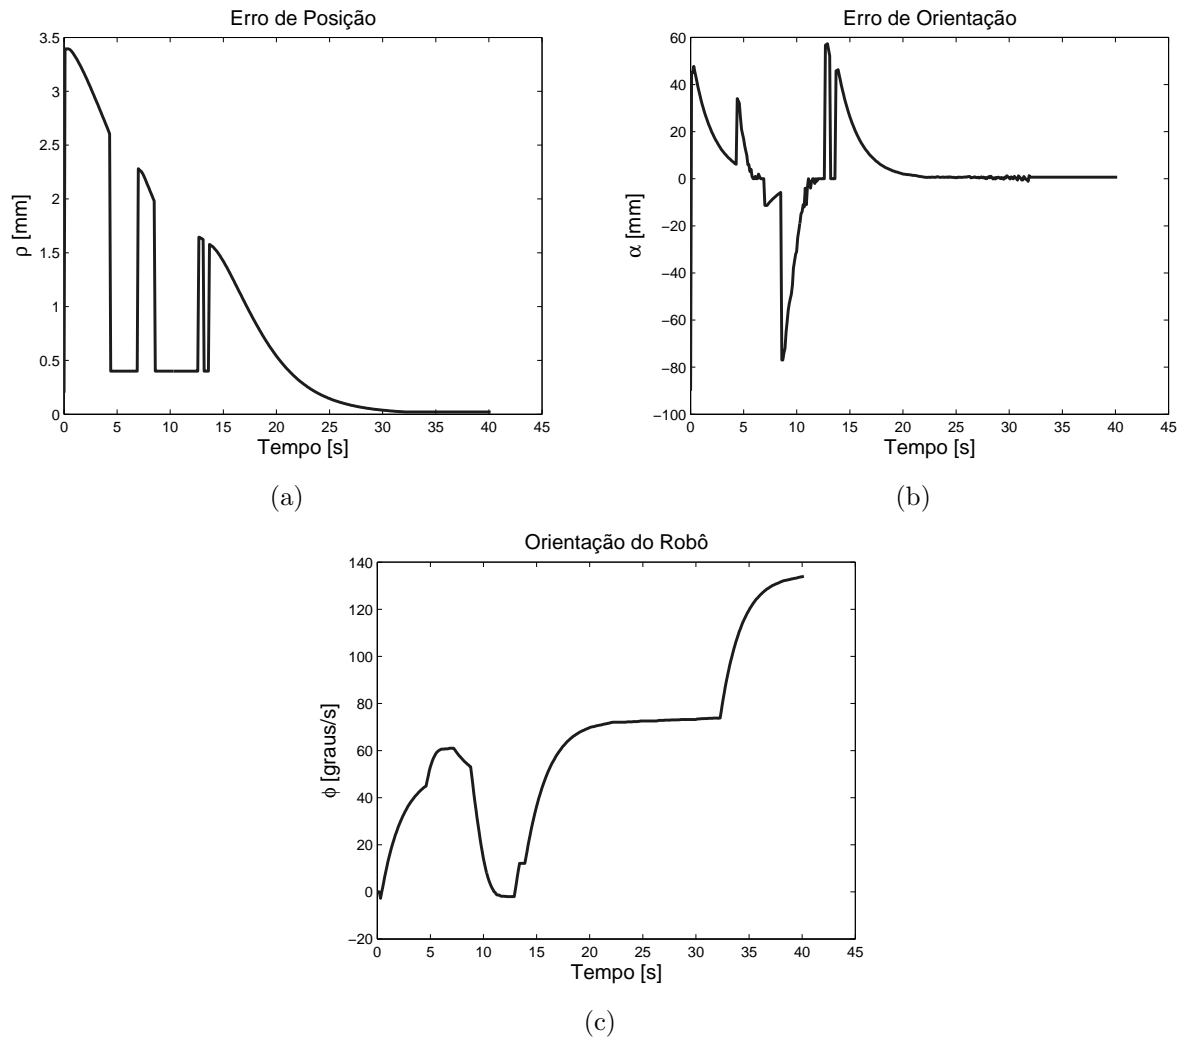 Erro de Posição
3.5
3
2.5
2
1.5
1
0.5
0
ρ [mm]
0 5 10 15 20 25 30 35 40 45
Tempo [s]
(a)
Erro de Orientação
60
40
20
0
−20
−40
−60
−80
−100
α [mm]
0 5 10 15 20 25 30 35 40 45
Tempo [s]
(b)
Orientação do Robô
140
120
100
80
60
40
20
0
−20
ϕ [graus/s]
0 5 10 15 20 25 30 35 40 45
Tempo [s]
(c)